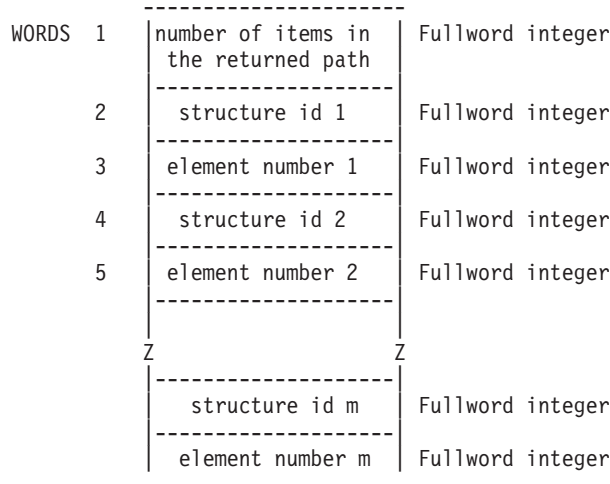 WORDS 1 number of items in Fullword integer
the returned path
2 structure id 1 Fullword integer
3 element number 1 Fullword integer
4 structure id 2 Fullword integer
5 element number 2 Fullword integer
Z Z
structure id m Fullword integer
element number m Fullword integer